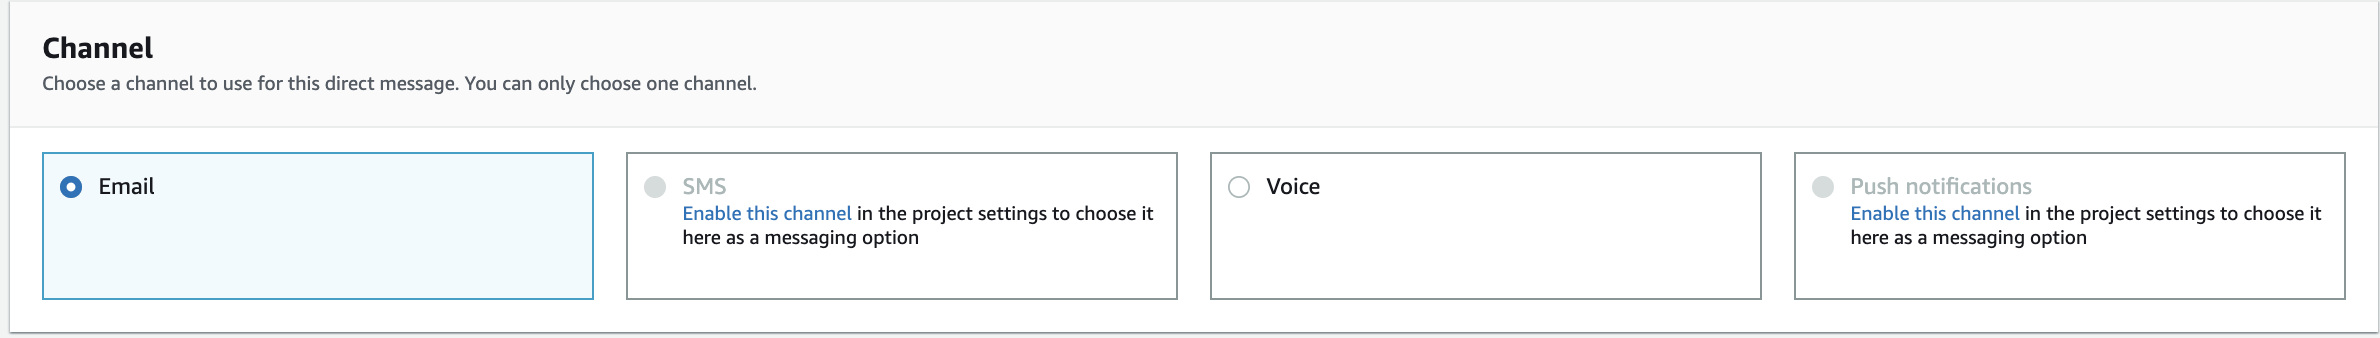 Channel
Choose a channel to use for this direct message. You can only choose one channel.
Email
SMS
Enable this channel in the project settings to choose it
here as a messaging option
Voice
Push notifications
Enable this channel in the project settings to choose it
here as a messaging option